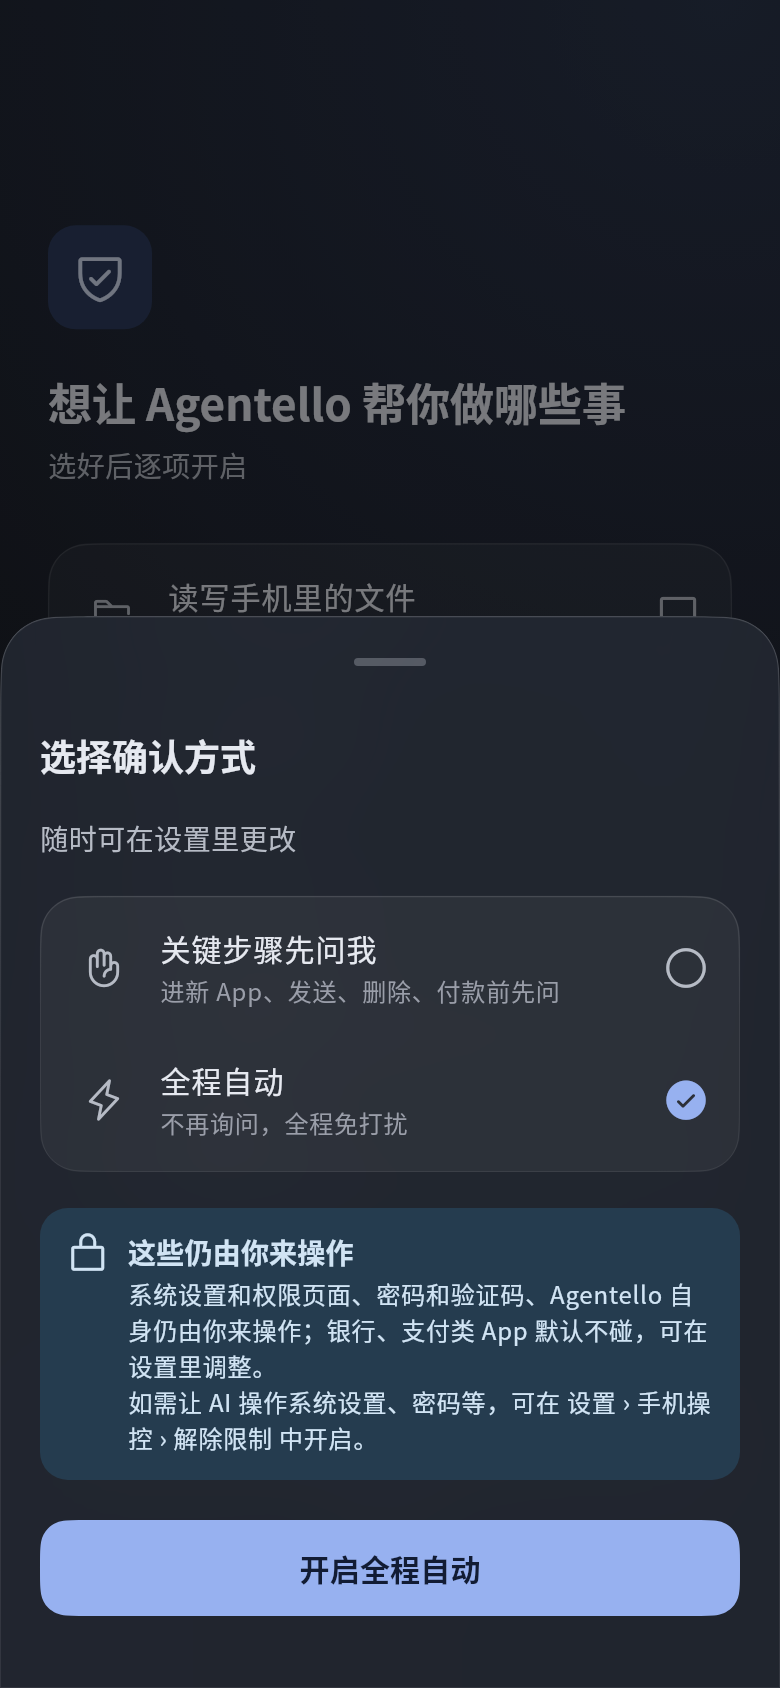 想让 Agentello 帮你做哪些事
选好后逐项开启
读写手机里的文件
选择确认方式
随时可在设置里更改
关键步骤先问我
进新 App、发送、删除、付款前先问
全程自动
不再询问，全程免打扰
这些仍由你来操作
系统设置和权限页面、密码和验证码、Agentello 自
身仍由你来操作；银行、支付类 App 默认不碰，可在
设置里调整。
如需让 AI 操作系统设置、密码等，可在 设置 › 手机操
控 › 解除限制 中开启。
开启全程自动